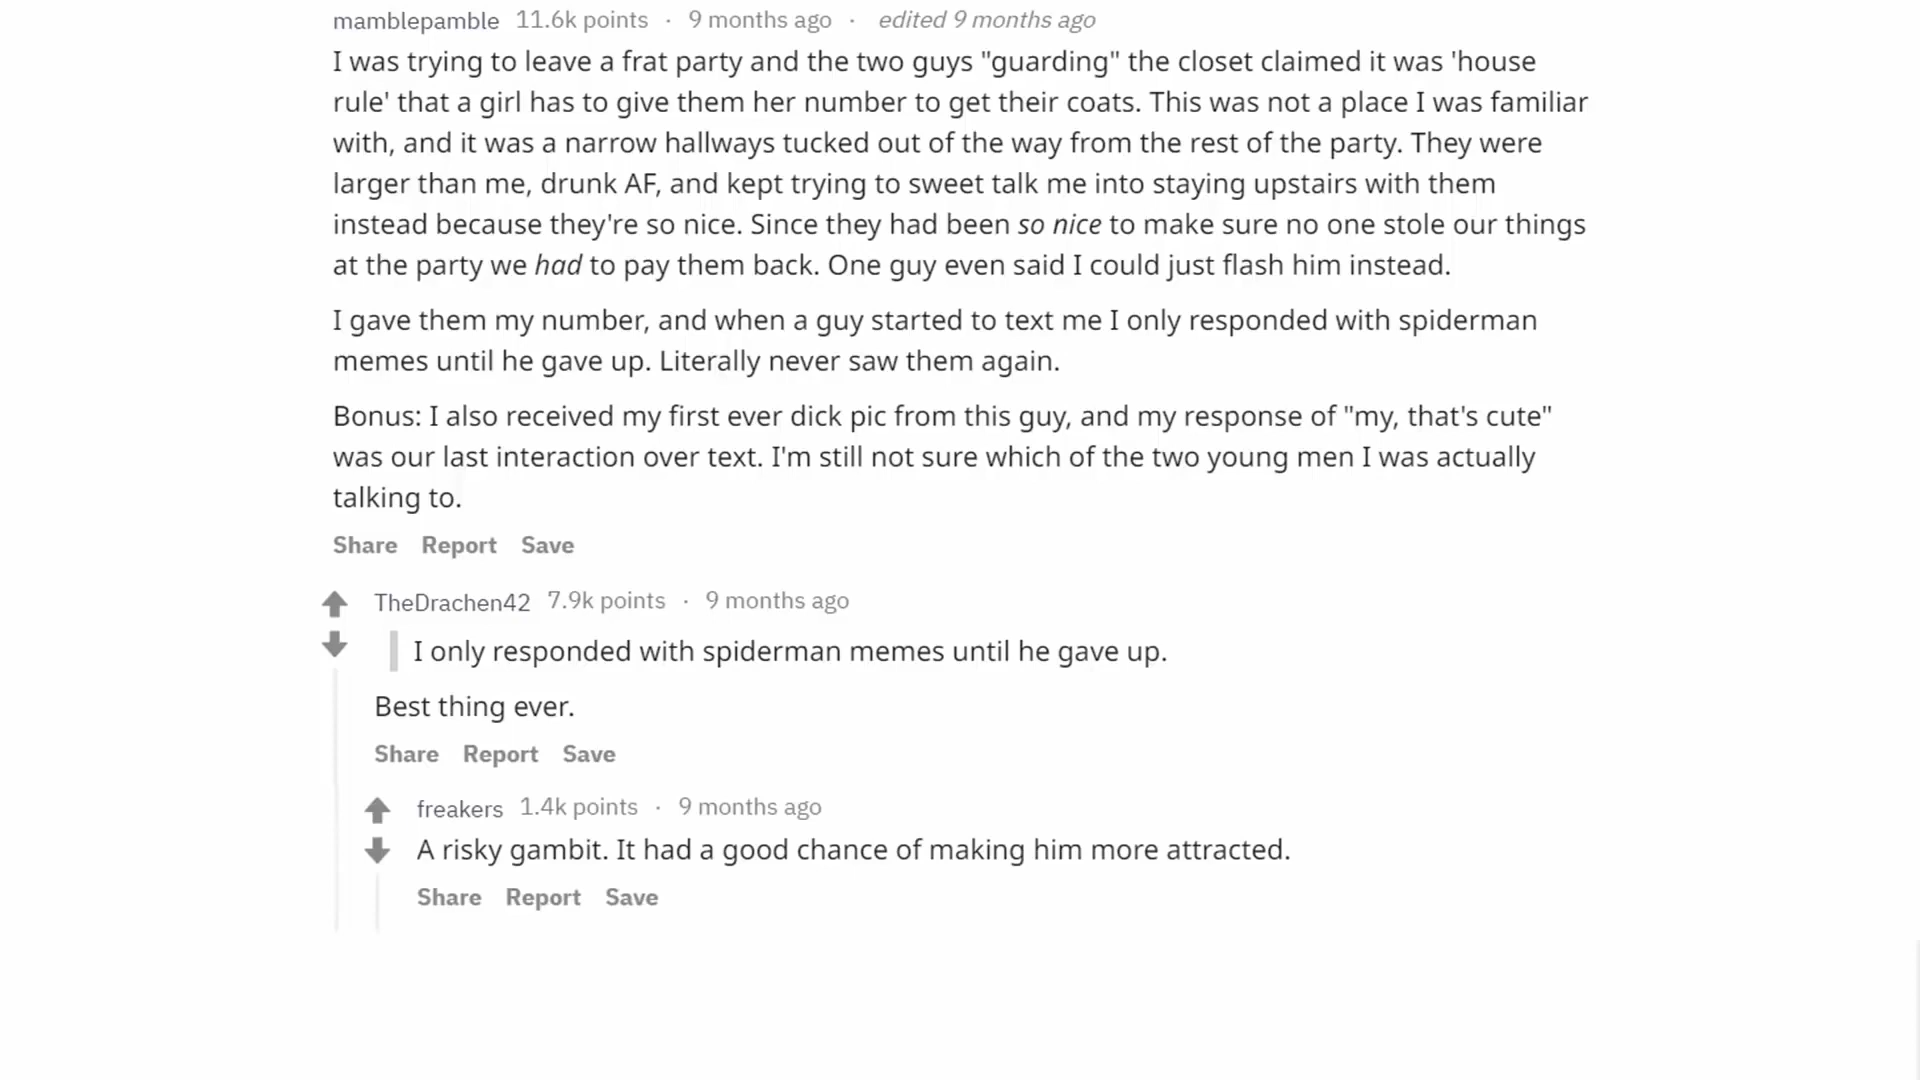 mamblepamble 11.6k points · 9 months ago · edited 9 months ago
I was trying to leave a frat party and the two guys "guarding" the closet claimed it was 'house
rule' that a girl has to give them her number to get their coats. This was not a place I was familiar
with, and it was a narrow hallways tucked out of the way from the rest of the party. They were
larger than me, drunk AF, and kept trying to sweet talk me into staying upstairs with them
instead because they're so nice. Since they had been so nice to make sure no one stole our things
at the party we had to pay them back. One guy even said I could just flash him instead.
I gave them my number, and when a guy started to text me I only responded with spiderman
memes until he gave up. Literally never saw them again.
Bonus: I also received my first ever dick pic from this guy, and my response of "my, that's cute"
was our last interaction over text. I'm still not sure which of the two young men I was actually
talking to.
Share Report Save
TheDrachen42 7.9k points · 9 months ago
I only responded with spiderman memes until he gave up.
Best thing ever.
Share Report Save
freakers 1.4k points · 9 months ago
A risky gambit. It had a good chance of making him more attracted.
Share Report Save